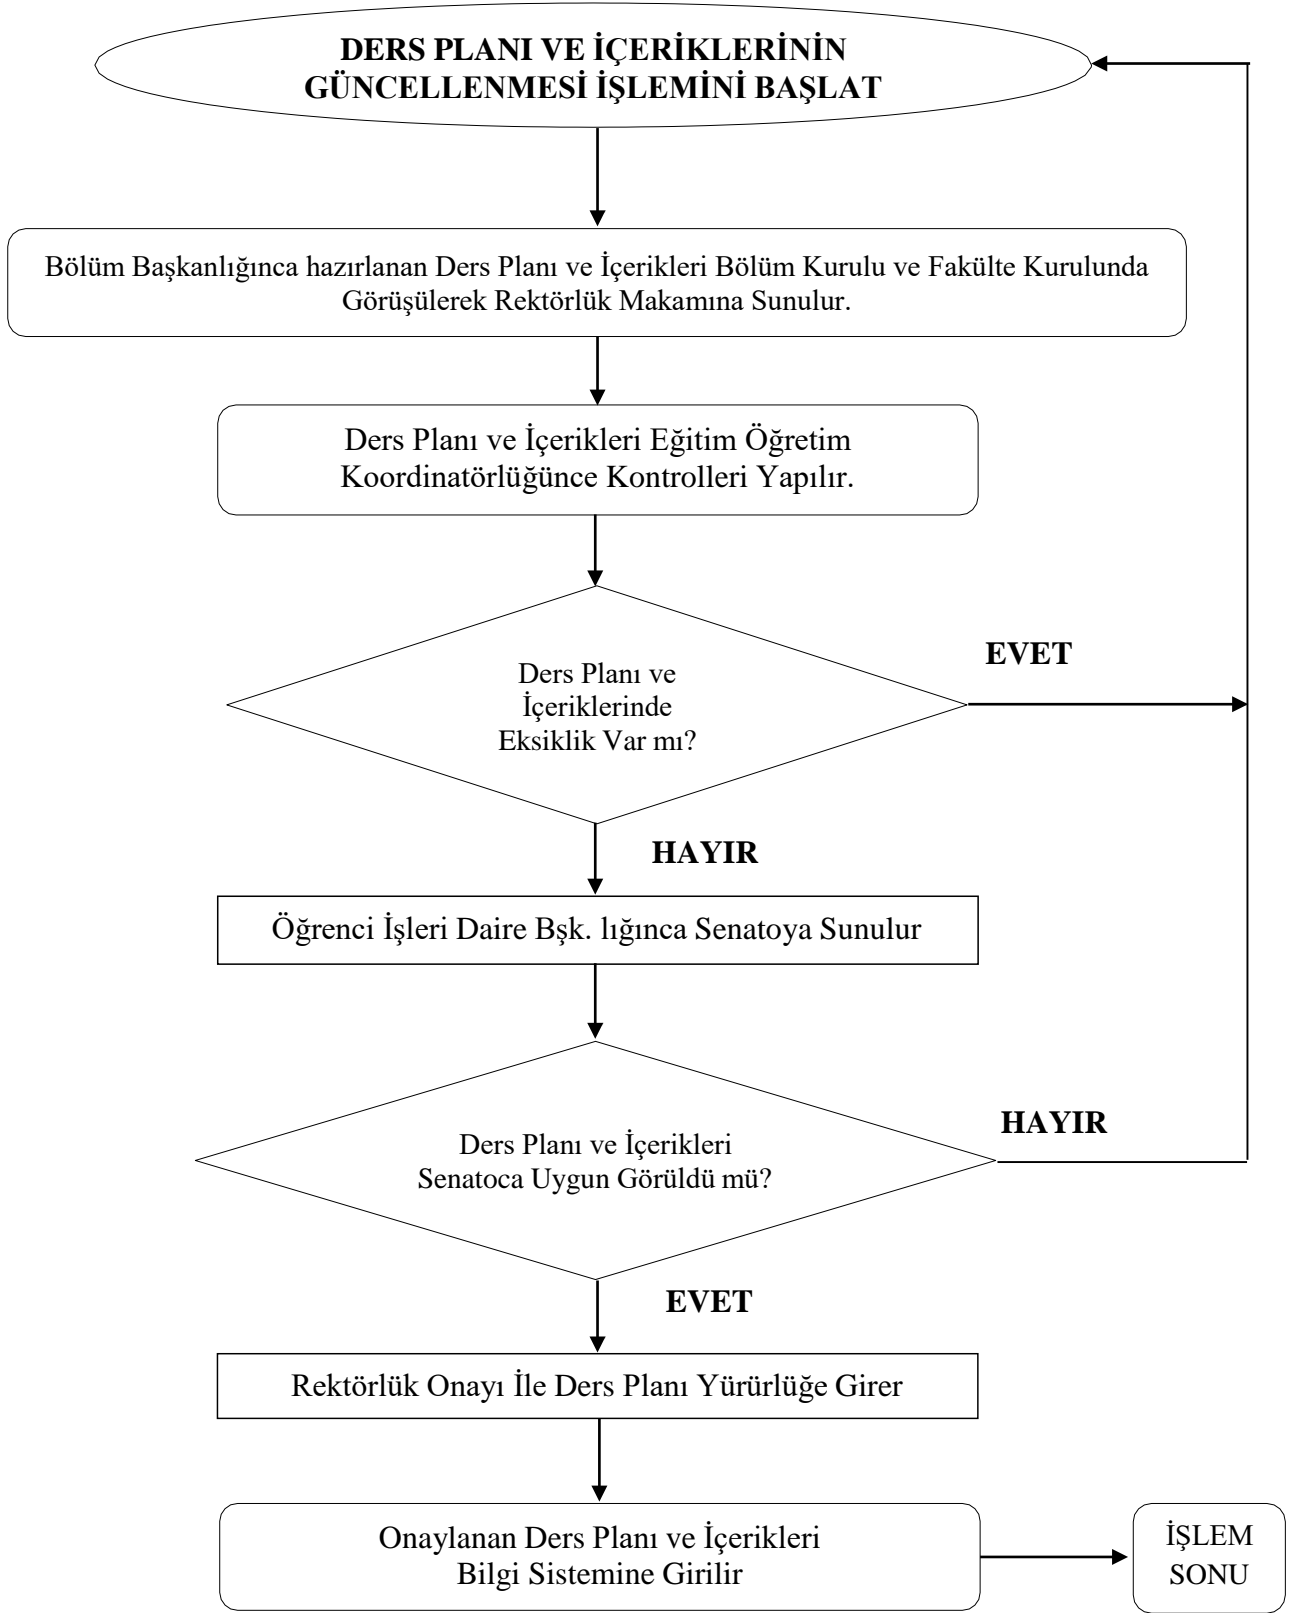 DERS PLANI VE İÇERİKLERİNİN
GÜNCELLENMESİ İŞLEMİNİ BAŞLAT
Bölüm Başkanlığınca hazırlanan Ders Planı ve İçerikleri Bölüm Kurulu ve Fakülte Kurulunda
Görüşülerek Rektörlük Makamına Sunulur.
Ders Planı ve İçerikleri Eğitim Öğretim
Koordinatörlüğünce Kontrolleri Yapılır.
EVET
Ders Planı ve
İçeriklerinde
Eksiklik Var mı?
HAYIR
Öğrenci İşleri Daire Bşk. lığınca Senatoya Sunulur
HAYIR
Ders Planı ve İçerikleri
Senatoca Uygun Görüldü mü?
EVET
Rektörlük Onayı İle Ders Planı Yürürlüğe Girer
Onaylanan Ders Planı ve İçerikleri
Bilgi Sistemine Girilir
İŞLEM
SONU